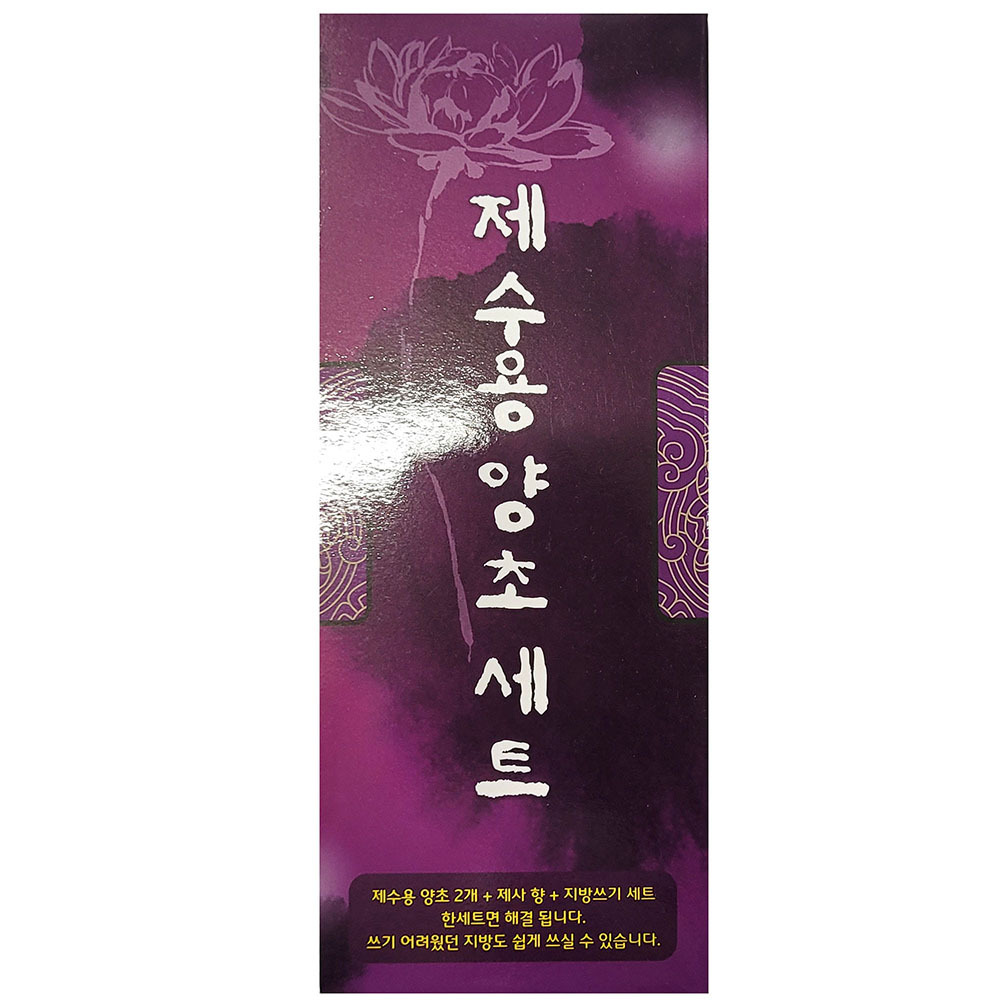 제수용양초세트
제수용 양초 2개 + 제사 향 + 지방쓰기 세트
한세트면 해결 됩니다.
쓰기 어려웠던 지방도 쉽게 쓰실 수 있습니다.